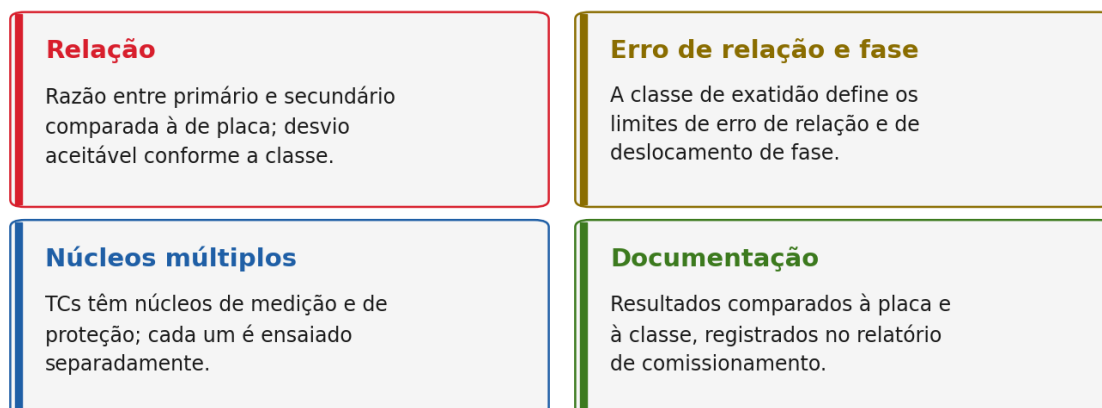 Relação
Razão entre primário e secundário
comparada à de placa; desvio
aceitável conforme a classe.
Erro de relação e fase
A classe de exatidão define os
limites de erro de relação e de
deslocamento de fase.
Núcleos múltiplos
TCs têm núcleos de medição e de
proteção; cada um é ensaiado
separadamente.
Documentação
Resultados comparados à placa e
à classe, registrados no relatório
de comissionamento.